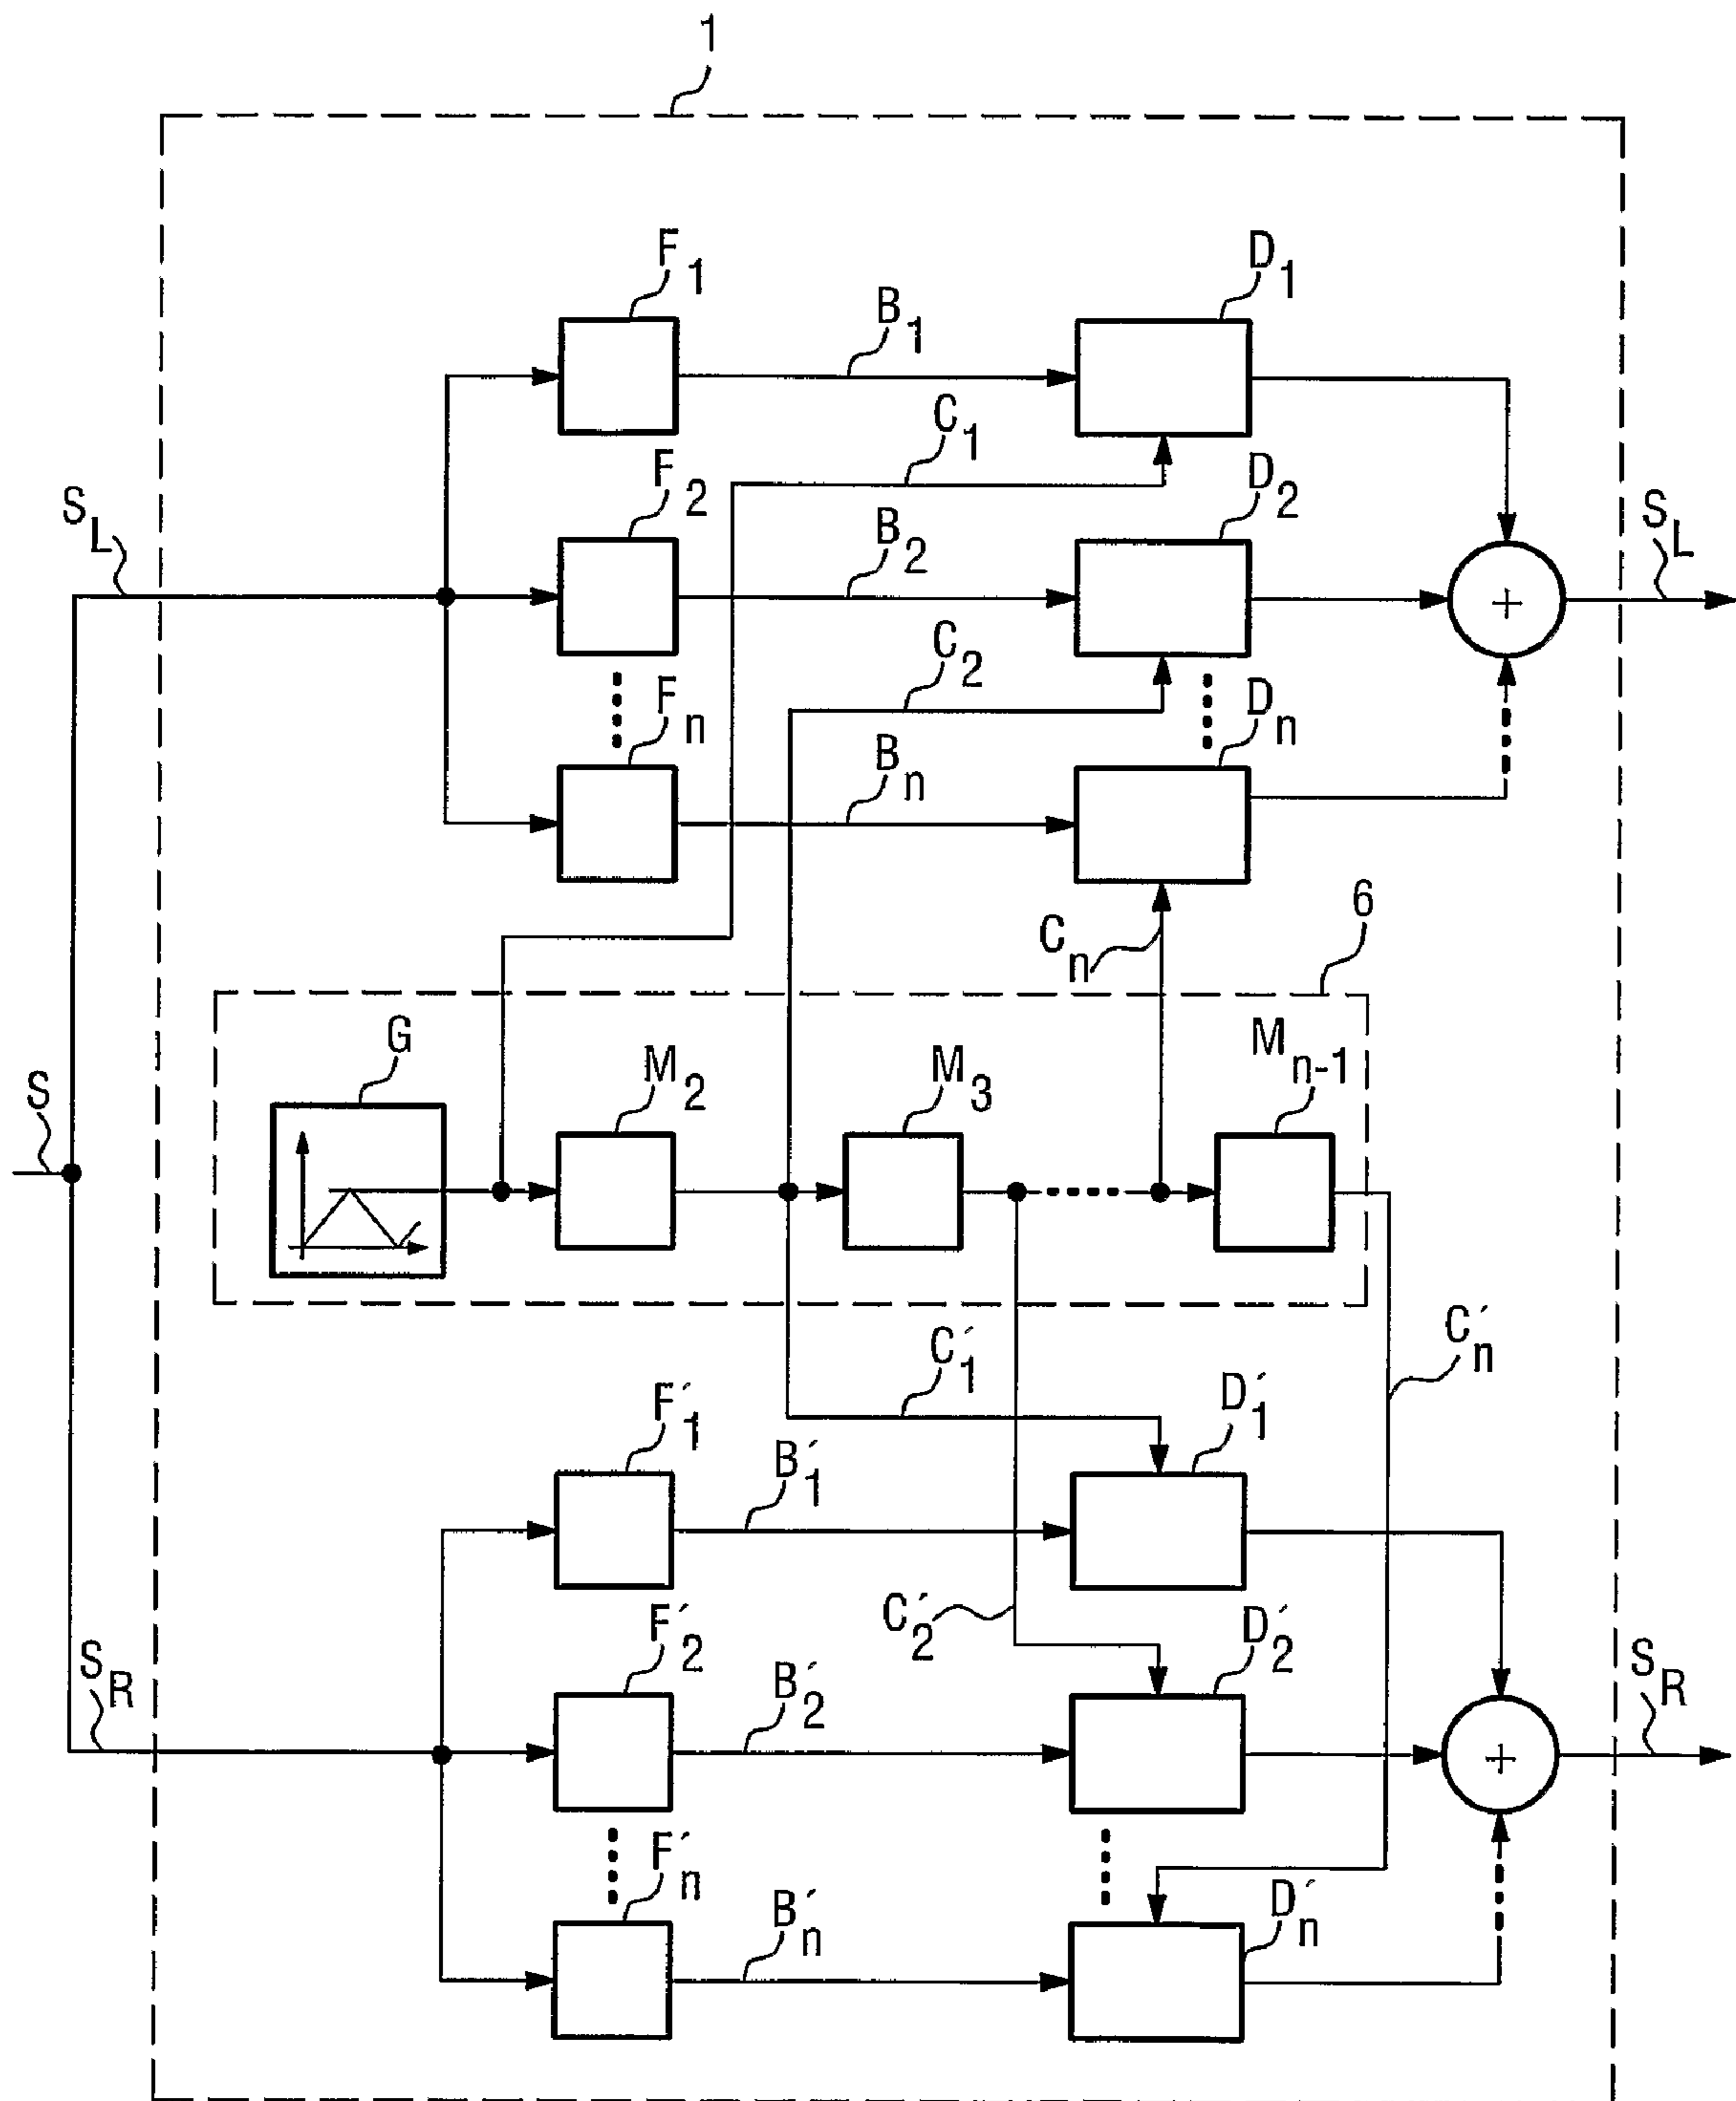 1
F1
D1
B1
C1
F2
D2
SL
B2
SL
C2
Fn
Dn
Bn
6
Cn
G
M2
M3
Mn-1
S
+
C´1
C´n
F´1
D´1
B´1
C´2
F´2
D´2
SR
B´2
SR
+
F´n
B´n
D´n